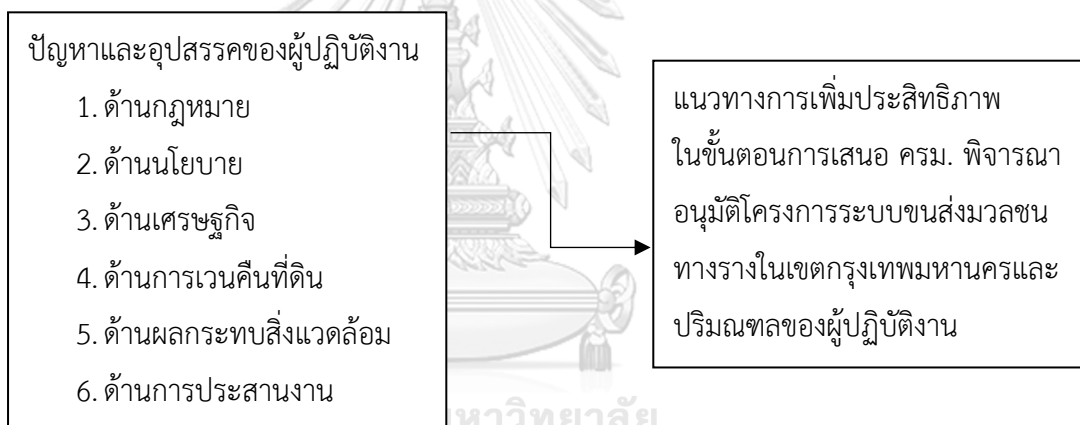 ปัญหาและอุปสรรคของผู้ปฏิบัติงาน
1. ด้านกฎหมาย
2. ด้านนโยบาย
3. ด้านเศรษฐกิจ
4. ด้านการเวนคืนที่ดิน
5. ด้านผลกระทบสิ่งแวดล้อม
6. ด้านการประสานงาน
แนวทางการเพิ่มประสิทธิภาพ
ในขั้นตอนการเสนอ ครม. พิจารณา
อนุมัติโครงการระบบขนส่งมวลชน
ทางรางในเขตกรุงเทพมหานครและ
ปริมณฑลของผู้ปฏิบัติงาน
หาวิทยาลัย